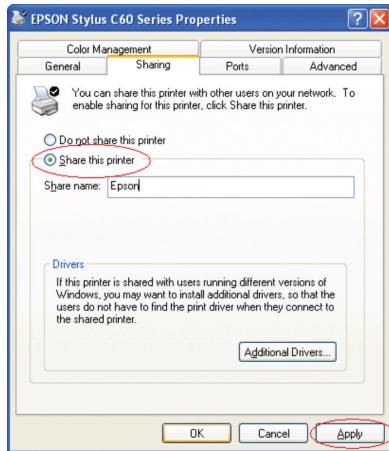 EPSON Stylus C60 Series Properties
Color Management Version Information
General Sharing Ports Advanced
You can share this printer with other users on your network. To
enable sharing for this printer, click Share this printer.
Do not share this printer
Share this printer
Share name: Epson
Drivers
If this printer is shared with users running different versions of
Windows, you may want to install additional drivers, so that the
users do not have to find the print driver when they connect to
the shared printer.
Additional Drivers...
OK Cancel Apply